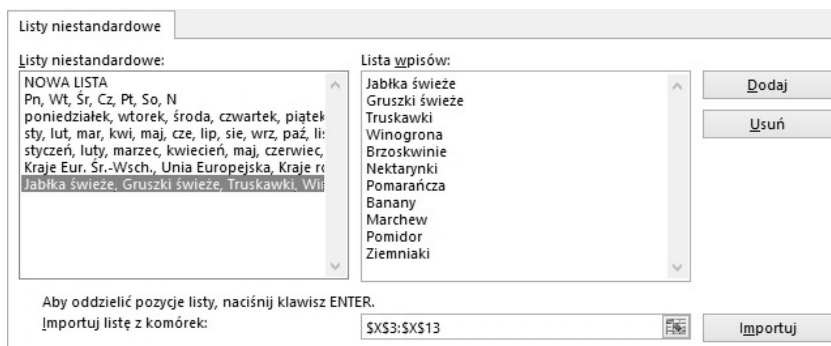 Listy niestandardowe
Listy niestandardowe:
NOWA LISTA
Pn, Wt, Śr, Cz, Pt, So, N
poniedziałek, wtorek, środa, czwartek, piątek
sty, lut, mar, kwi, maj, cze, lip, sie, wrz, paź, lis
styczeń, luty, marzec, kwiecień, maj, czerwiec,
Kraje Eur. Śr.-Wsch., Unia Europejska, Kraje ro
Jabłka świeże, Gruszki świeże, Truskawki, Wi
Lista wpisów:
Jabłka świeże
Gruszki świeże
Truskawki
Winogrona
Brzoskwinie
Nektarynki
Pomarańcza
Banany
Marchew
Pomidor
Ziemniaki
Dodaj
Usuń
Aby oddzielić pozycje listy, naciśnij klawisz ENTER.
Importuj listę z komórek:
$X$3:$X$13
Importuj